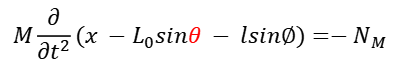 M ∂/∂t² (x − L₀sinθ − lsin∅) =− N_M